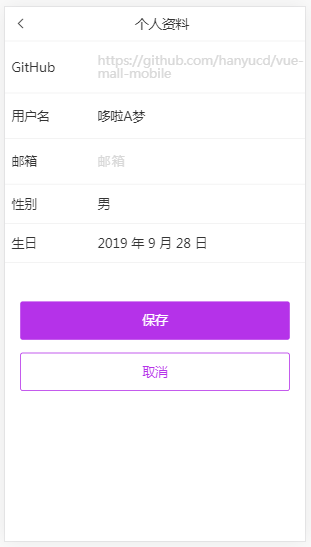 个人资料
GitHub
https://github.com/hanyucd/vue-
mall-mobile
用户名 哆啦A梦
邮箱 邮箱
性别 男
生日 2019 年 9 月 28 日
保存
取消